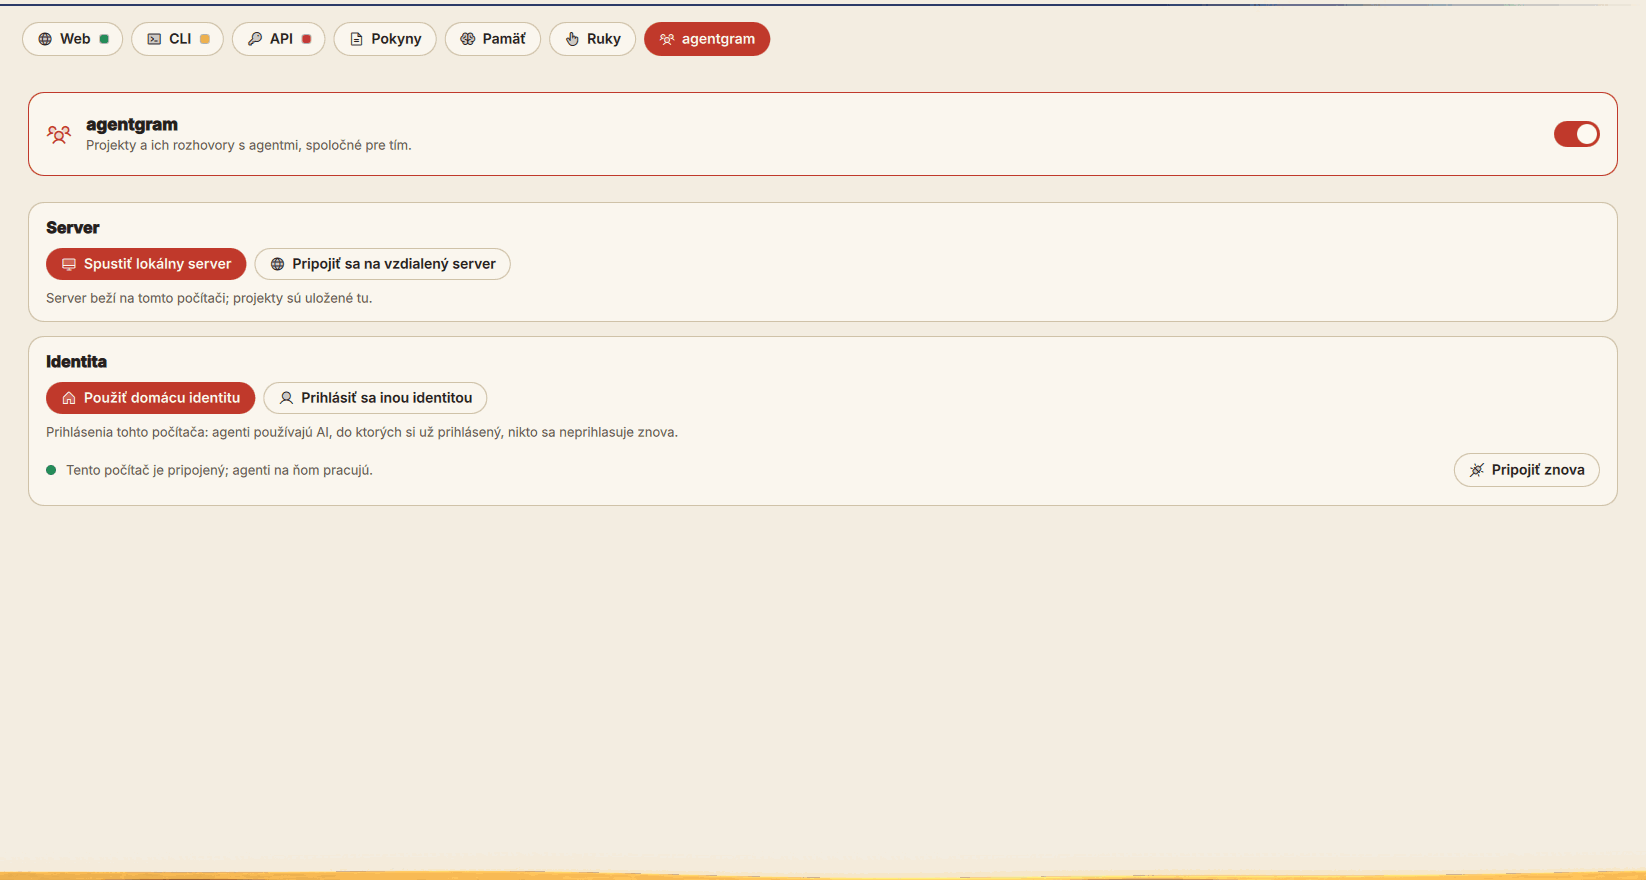 Web
CLI
API
Pokyny
Pamäť
Ruky
agentgram
agentgram
Projekty a ich rozhovory s agentmi, spoločné pre tím.
Server
Spustiť lokálny server
Pripojiť sa na vzdialený server
Server beží na tomto počítači; projekty sú uložené tu.
Identita
Použiť domácu identitu
Prihlásiť sa inou identitou
Prihlásenia tohto počítača: agenti používajú AI, do ktorých si už prihlásený, nikto sa neprihlasuje znova.
Tento počítač je pripojený; agenti na ňom pracujú.
Pripojiť znova